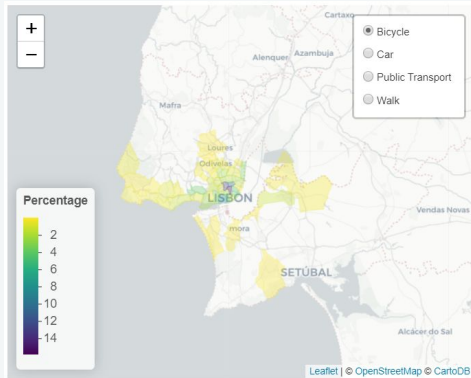 +
−
Bicycle
Car
Public Transport
Walk
Cartaxo
Alenquer
Azambuja
Mafra
Loures
Odivelas
LISBON
mora
Vendas Novas
SETÚBAL
Alcácer do Sal
Percentage
2
4
6
8
10
12
14
Leaflet | © OpenStreetMap © CartoDB